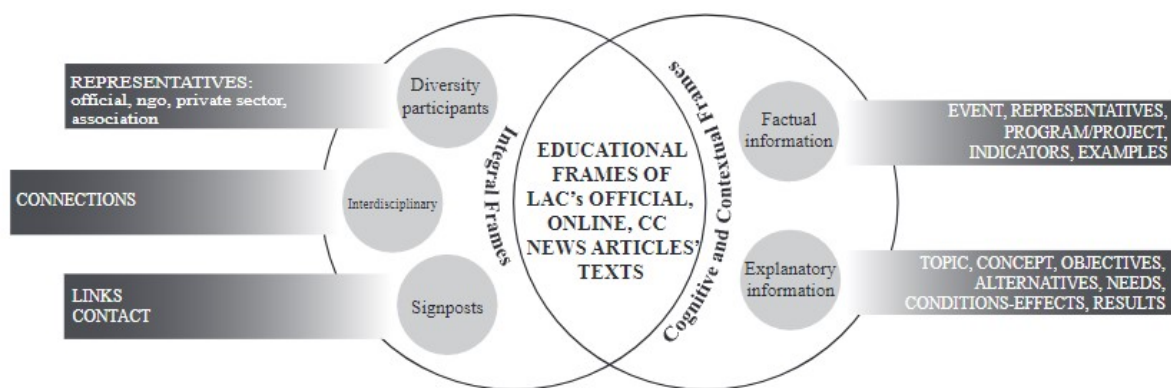 REPRESENTATIVES:
official, ngo, private sector,
association
Diversity
participants
CONNECTIONS
Interdisciplinary
LINKS
CONTACT
Signposts
Integral Frames
EDUCATIONAL
FRAMES OF
LAC's OFFICIAL,
ONLINE, CC
NEWS ARTICLES'
TEXTS
Cognitive and Contextual Frames
Factual
information
EVENT, REPRESENTATIVES,
PROGRAM/PROJECT,
INDICATORS, EXAMPLES
Explanatory
information
TOPIC, CONCEPT, OBJECTIVES,
ALTERNATIVES, NEEDS,
CONDITIONS-EFFECTS, RESULTS